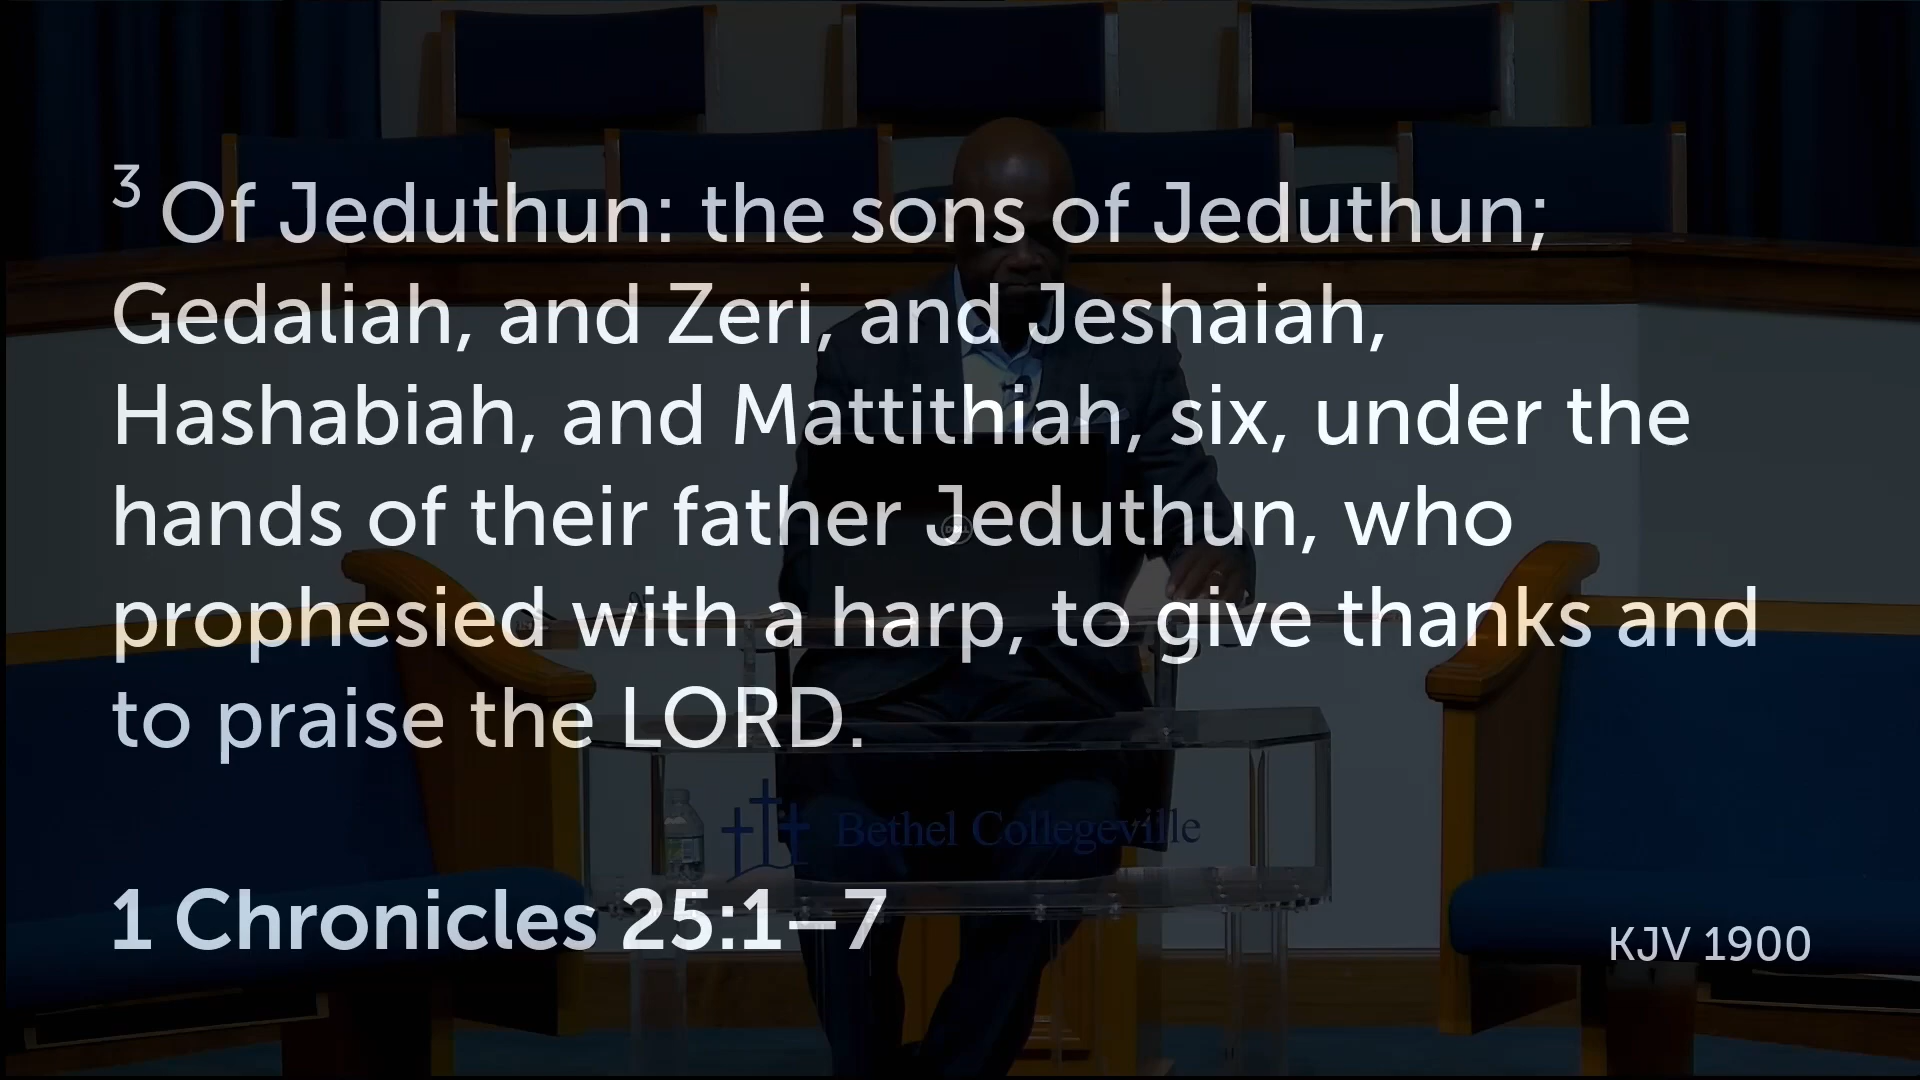 3 Of Jeduthun: the sons of Jeduthun;
Gedaliah, and Zeri, and Jeshaiah,
Hashabiah, and Mattithiah, six, under the
hands of their father Jeduthun, who
prophesied with a harp, to give thanks and
to praise the LORD.
DELL
Bethel Collegeville
1 Chronicles 25:1–7
KJV 1900